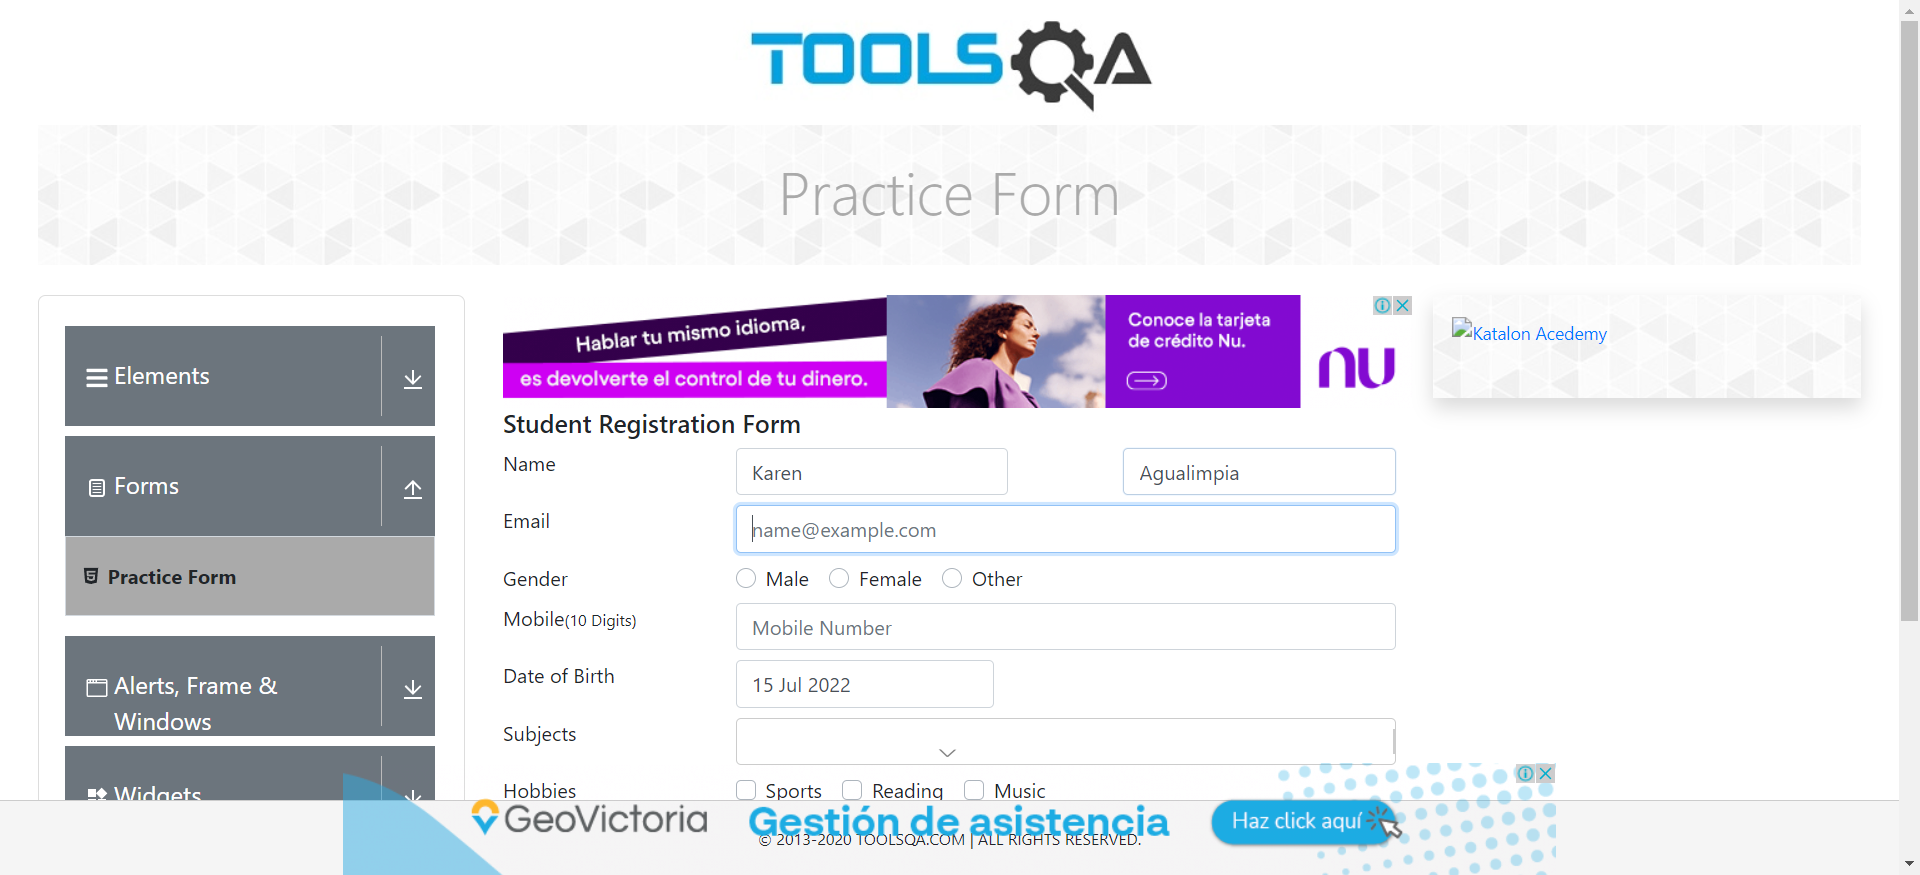 TOOLSQA
Practice Form
Elements
Forms
Practice Form
Alerts, Frame &
Windows
Widgets
Hablar tu mismo idioma,
es devolverte el control de tu dinero.
Conoce la tarjeta
de crédito Nu.
nu
Katalon Acedemy
Student Registration Form
Name
Karen
Agualimpia
Email
name@example.com
Gender
Male
Female
Other
Mobile(10 Digits)
Mobile Number
Date of Birth
15 Jul 2022
Subjects
Hobbies
Sports
Reading
Music
GeoVictoria
Gestión de asistencia
Haz click aquí
© 2013-2020 TOOLSQA.COM | ALL RIGHTS RESERVED.